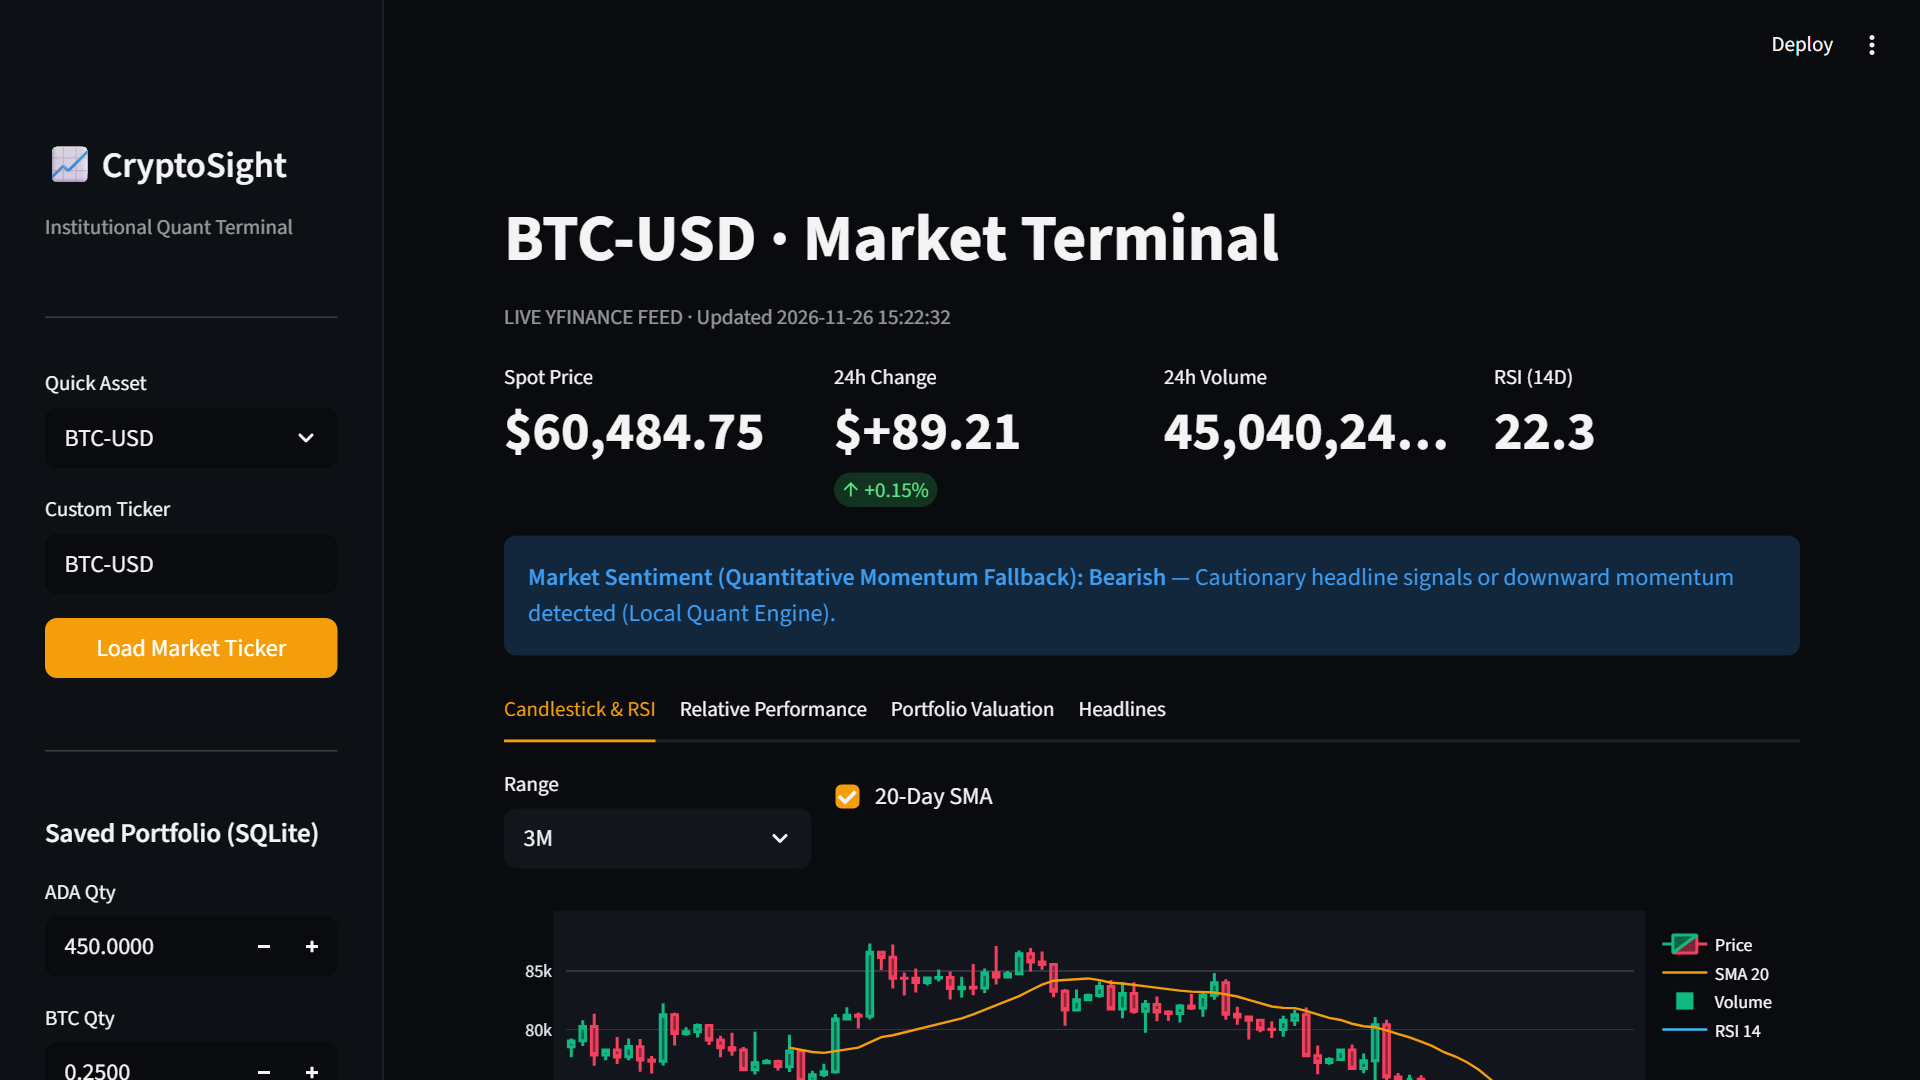 Deploy
CryptoSight
Institutional Quant Terminal
Quick Asset
BTC-USD
Custom Ticker
BTC-USD
Load Market Ticker
Saved Portfolio (SQLite)
ADA Qty
450.0000
BTC Qty
0.2500
BTC-USD · Market Terminal
LIVE YFINANCE FEED · Updated 2026-11-26 15:22:32
Spot Price
$60,484.75
24h Change
$+89.21
↑ +0.15%
24h Volume
45,040,24...
RSI (14D)
22.3
Market Sentiment (Quantitative Momentum Fallback): Bearish — Cautionary headline signals or downward momentum
detected (Local Quant Engine).
Candlestick & RSI
Relative Performance
Portfolio Valuation
Headlines
Range
3M
20-Day SMA
85k
80k
Price
SMA 20
Volume
RSI 14